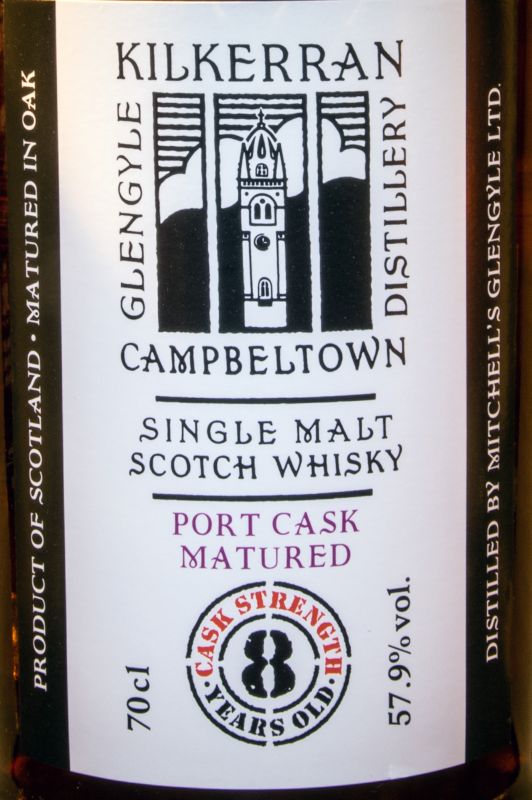 KILKERRAN
GLENGYLE
DISTILLERY
CAMPBELTOWN
SINGLE MALT
SCOTCH WHISKY
PORT CASK
MATURED
CASK STRENGTH
8
YEARS OLD
70cl
57.9%vol.
PRODUCT OF SCOTLAND • MATURED IN OAK
DISTILLED BY MITCHELL'S GLENGYLE LTD.